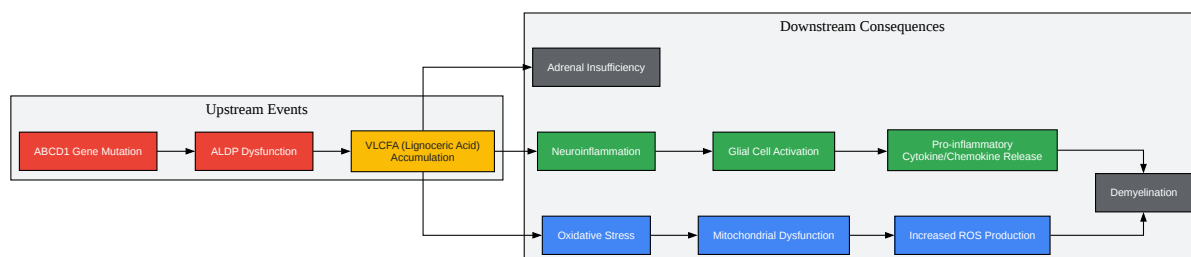 Downstream Consequences
Adrenal Insufficiency
Upstream Events
ABCD1 Gene Mutation
ALDP Dysfunction
VLCFA (Lignoceric Acid)
Accumulation
Neuroinflammation
Glial Cell Activation
Pro-inflammatory
Cytokine/Chemokine Release
Demyelination
Oxidative Stress
Mitochondrial Dysfunction
Increased ROS Production